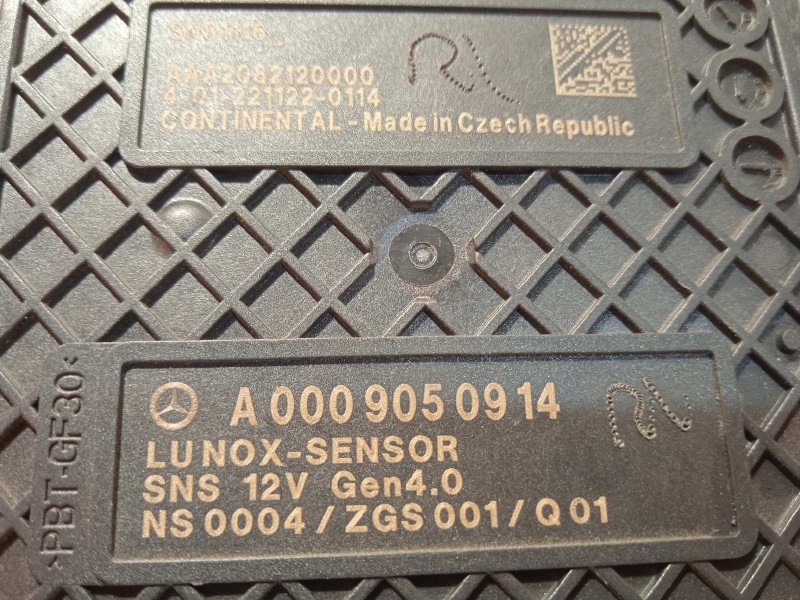 AAA2082120000
4-01-221122-0114
CONTINENTAL - Made in Czech Republic
A 000 905 09 14
LU NOX-SENSOR
SNS 12V Gen4.0
NS 0004 / ZGS 001 / Q 01
>PBT-GF30<